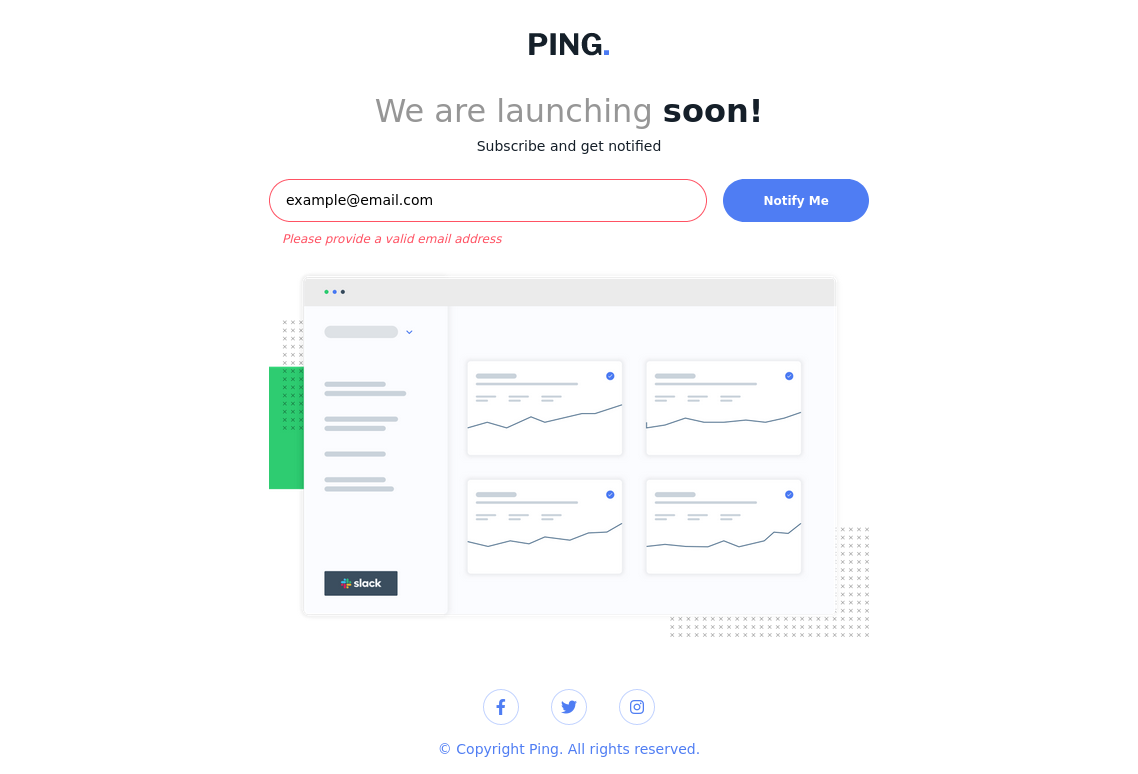 PING.
We are launching soon!
Subscribe and get notified
example@email.com
Notify Me
Please provide a valid email address
slack
© Copyright Ping. All rights reserved.